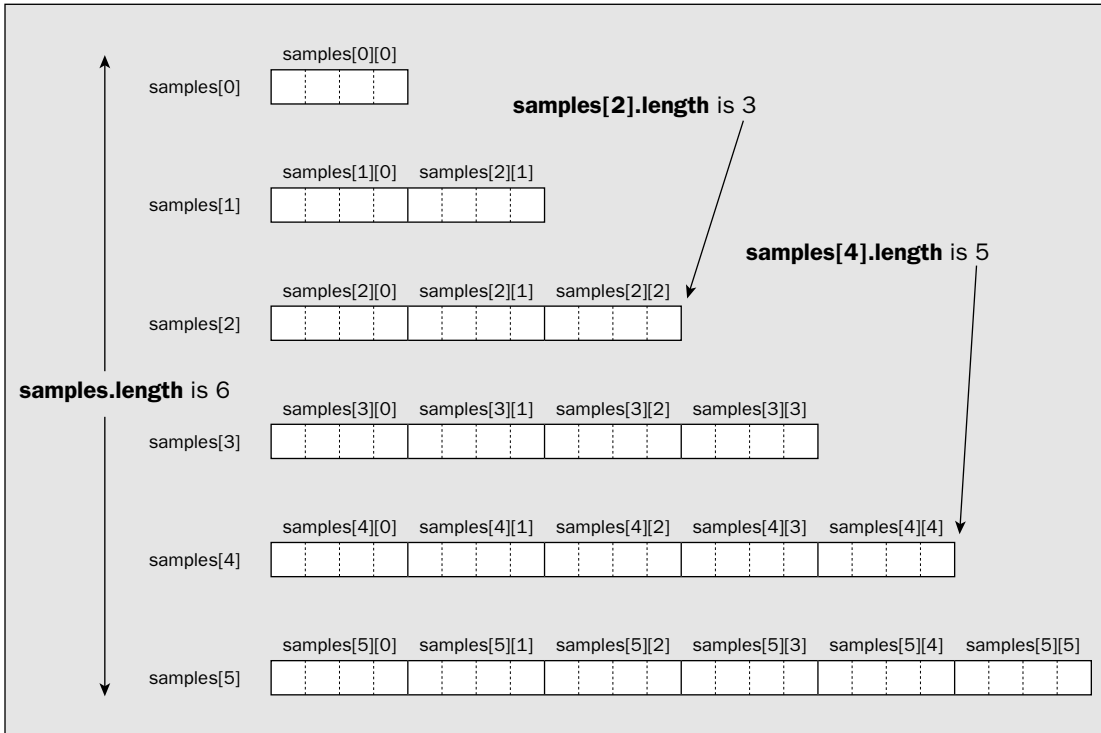 samples[0][0]
samples[0]
samples[2].length is 3
samples[1][0] samples[2][1]
samples[1]
samples[4].length is 5
samples[2][0] samples[2][1] samples[2][2]
samples[2]
samples.length is 6
samples[3][0] samples[3][1] samples[3][2] samples[3][3]
samples[3]
samples[4][0] samples[4][1] samples[4][2] samples[4][3] samples[4][4]
samples[4]
samples[5][0] samples[5][1] samples[5][2] samples[5][3] samples[5][4] samples[5][5]
samples[5]